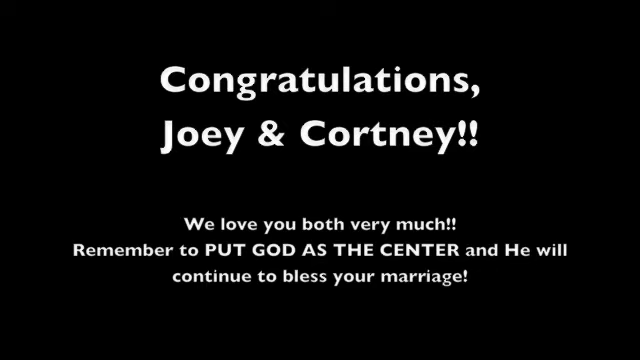 Congratulations,
Joey & Cortney!!
We love you both very much!!
Remember to PUT GOD AS THE CENTER and He will
continue to bless your marriage!